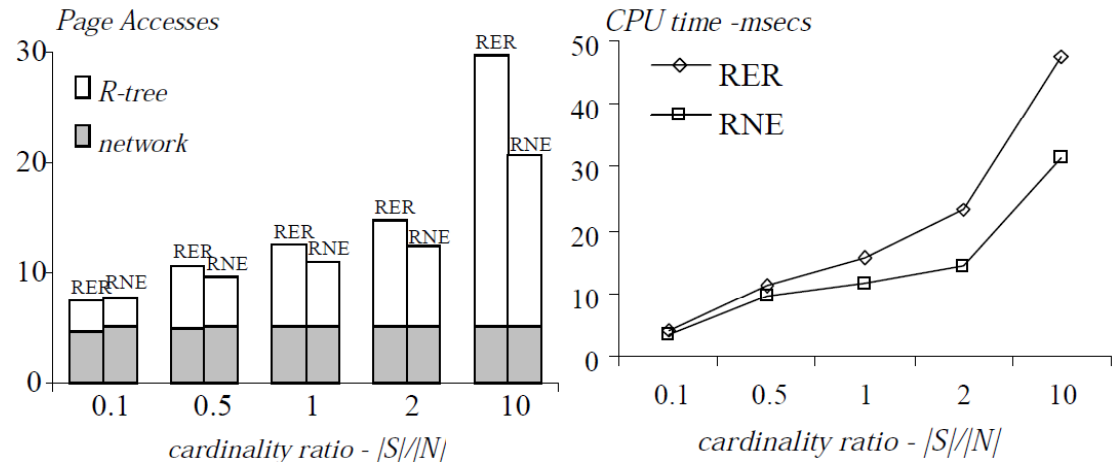 Page Accesses
30
20
10
0
R-tree
network
RER
RNE
RER
RNE
RER
RNE
RER
RNE
RER
RNE
0.1 0.5 1 2 10
cardinality ratio - |S|/|N|
CPU time -msecs
50
40
30
20
10
0
RER
RNE
0.1 0.5 1 2 10
cardinality ratio - |S|/|N|